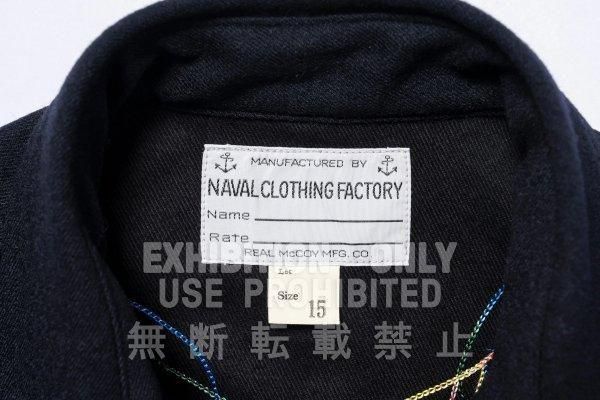 MANUFACTURED BY
NAVAL CLOTHING FACTORY
Name
Rate
REAL McCOY MFG. CO.
EXHIBITION ONLY
Lot
USE PROHIBITED
Size 15
無断転載禁止